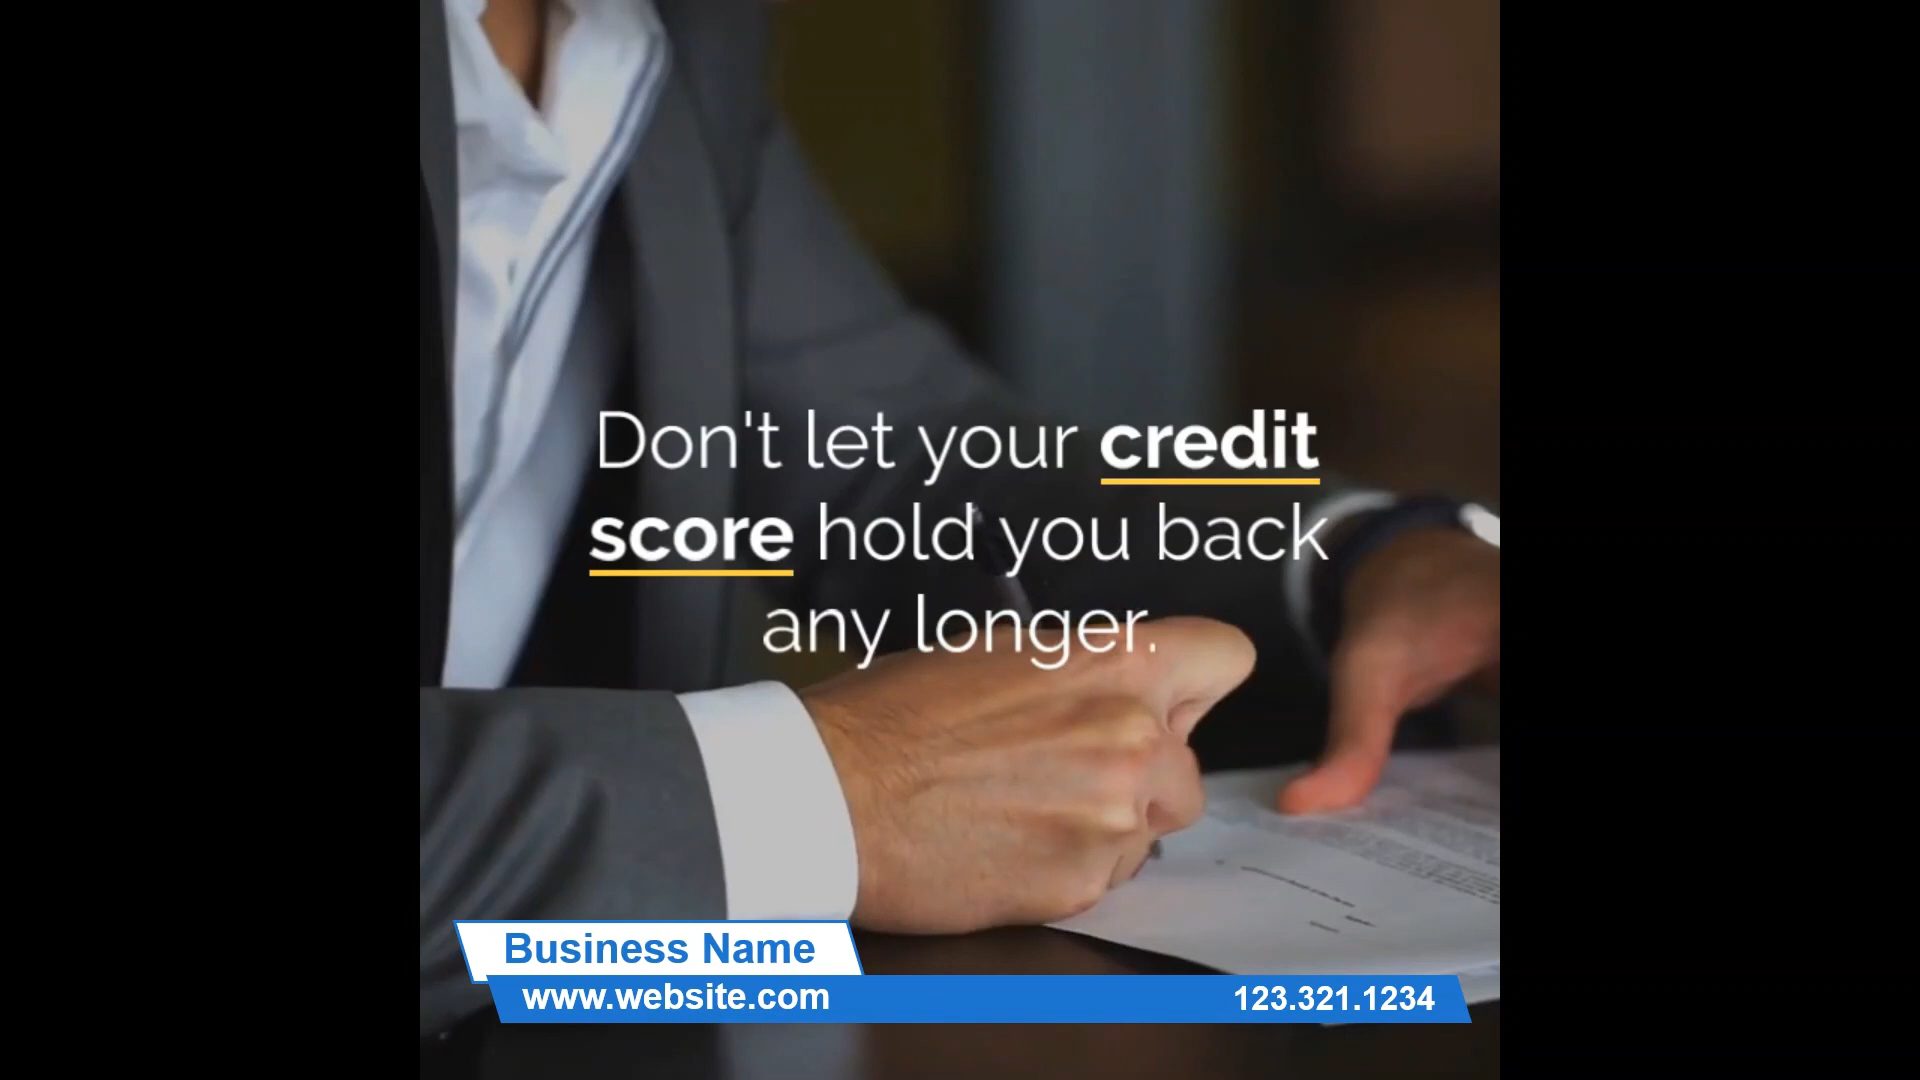 Don't let your credit
score hold you back
any longer.
Business Name
www.website.com
123.321.1234